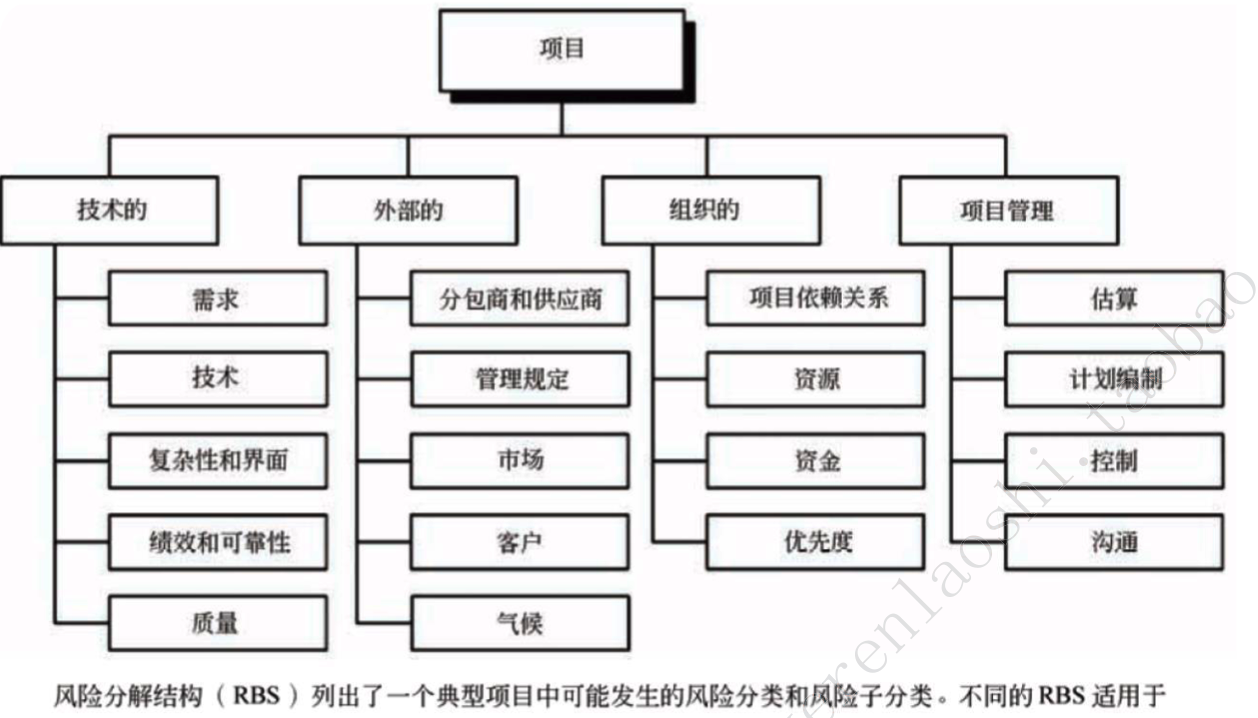 项目
技术的
外部的
组织的
项目管理
需求
分包商和供应商
项目依赖关系
估算
技术
管理规定
资源
计划编制
复杂性和界面
市场
资金
控制
绩效和可靠性
客户
优先度
沟通
质量
气候
风险分解结构（RBS）列出了一个典型项目中可能发生的风险分类和风险子分类。不同的 RBS 适用于
terenlaoshi.taobao